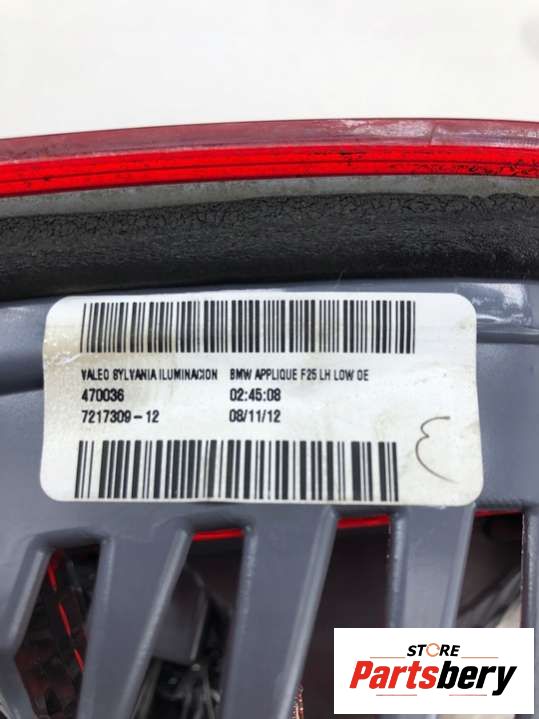 VALEO SYLVANIA ILUMINACION BMW APPLIQUE F25 LH LOW OE
470036 02:45:08
7217309-12 08/11/12
3
STORE
Partsbery